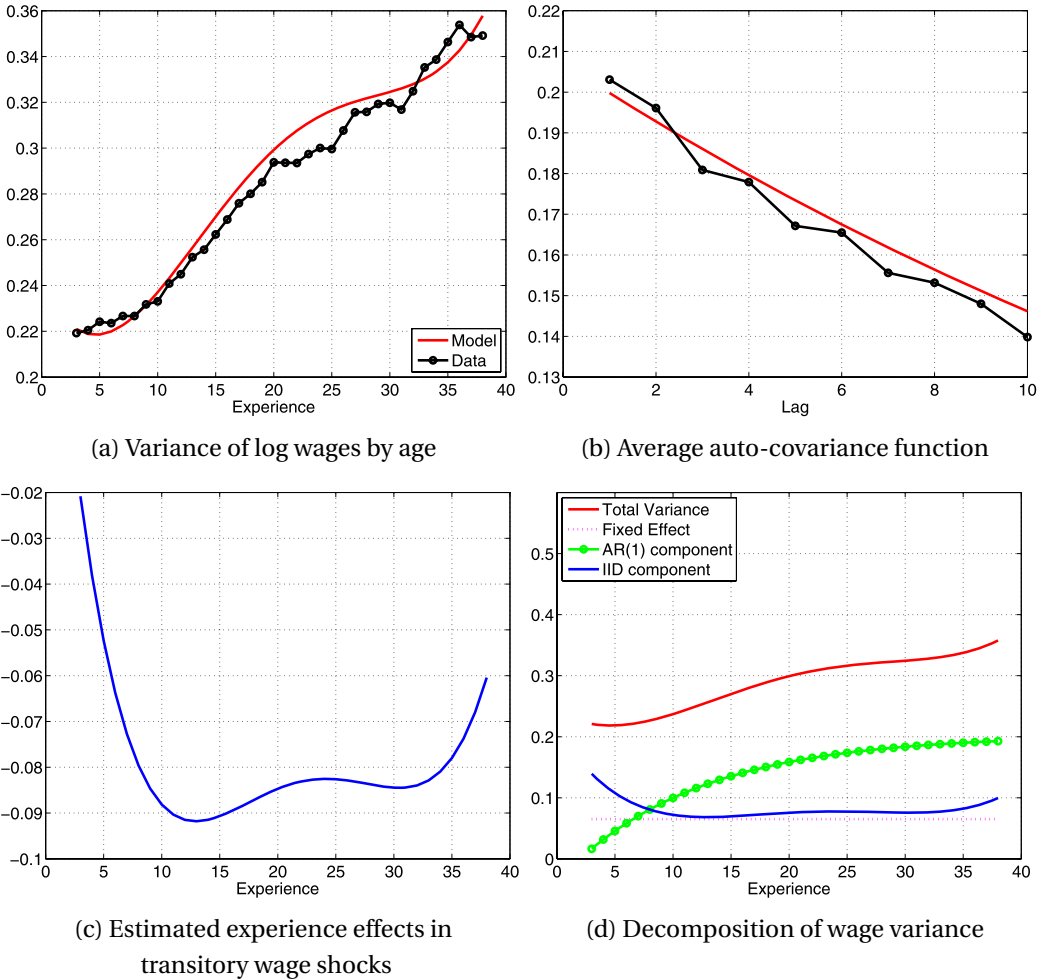 0.36
0.34
0.32
0.3
0.28
0.26
0.24
0.22
0.2
0 5 10 15 20 25 30 35 40
Experience
Model
Data
(a) Variance of log wages by age
0.22
0.21
0.2
0.19
0.18
0.17
0.16
0.15
0.14
0.13
0 2 4 6 8 10
Lag
(b) Average auto-covariance function
−0.02
−0.03
−0.04
−0.05
−0.06
−0.07
−0.08
−0.09
−0.1
0 5 10 15 20 25 30 35 40
Experience
(c) Estimated experience effects in
transitory wage shocks
Total Variance
Fixed Effect
AR(1) component
IID component
0.5
0.4
0.3
0.2
0.1
0
0 5 10 15 20 25 30 35 40
Experience
(d) Decomposition of wage variance